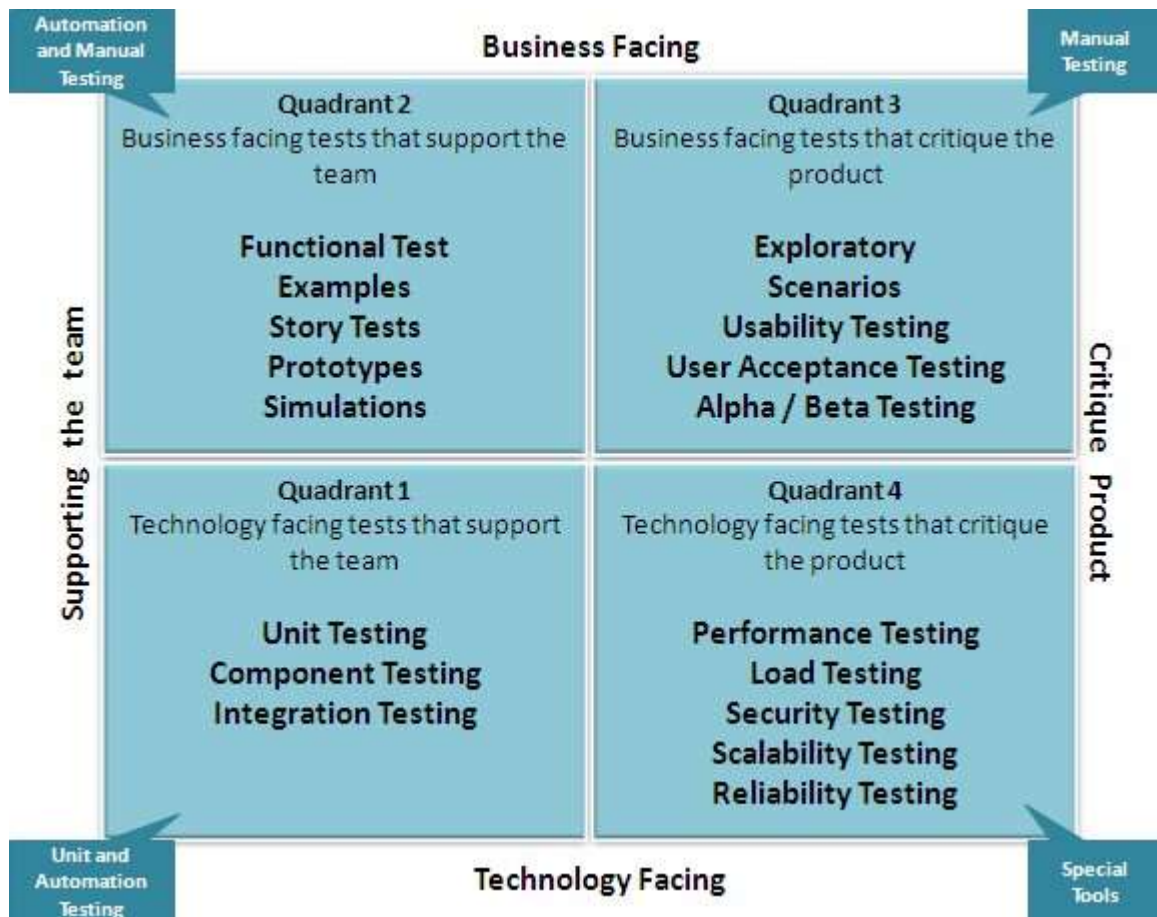 Automation
and Manual
Testing
Business Facing
Manual
Testing
Quadrant 2
Business facing tests that support the
team
Functional Test
Examples
Story Tests
Prototypes
Simulations
Quadrant 3
Business facing tests that critique the
product
Exploratory
Scenarios
Usability Testing
User Acceptance Testing
Alpha / Beta Testing
Supporting the team
Critique Product
Quadrant 1
Technology facing tests that support
the team
Unit Testing
Component Testing
Integration Testing
Quadrant 4
Technology facing tests that critique
the product
Performance Testing
Load Testing
Security Testing
Scalability Testing
Reliability Testing
Unit and
Automation
Testing
Technology Facing
Special
Tools